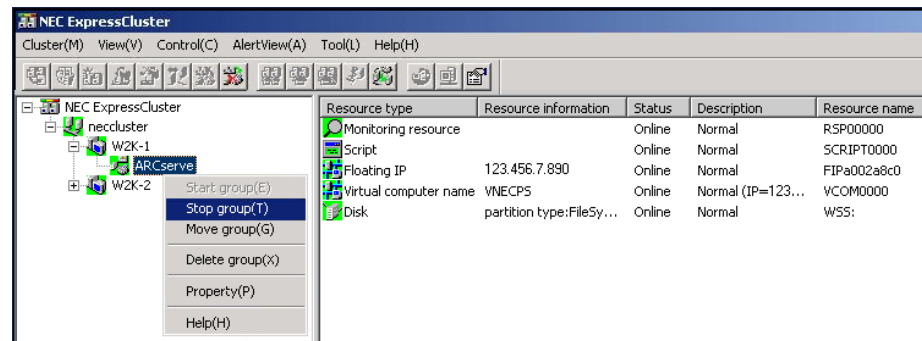 NEC ExpressCluster
Cluster(M) View(V) Control(C) AlertView(A) Tool(L) Help(H)
NEC ExpressCluster
neccluster
W2K-1
ARCserve
W2K-2
Start group(E)
Stop group(T)
Move group(G)
Delete group(X)
Property(P)
Help(H)
Resource type Resource information Status Description Resource name
Monitoring resource Online Normal RSP00000
Script Online Normal SCRIPT0000
Floating IP 123.456.7.890 Online Normal FIPa002a8c0
Virtual computer name VNECPS Online Normal (IP=123... VCOM0000
Disk partition type:FileSy... Online Normal WSS: